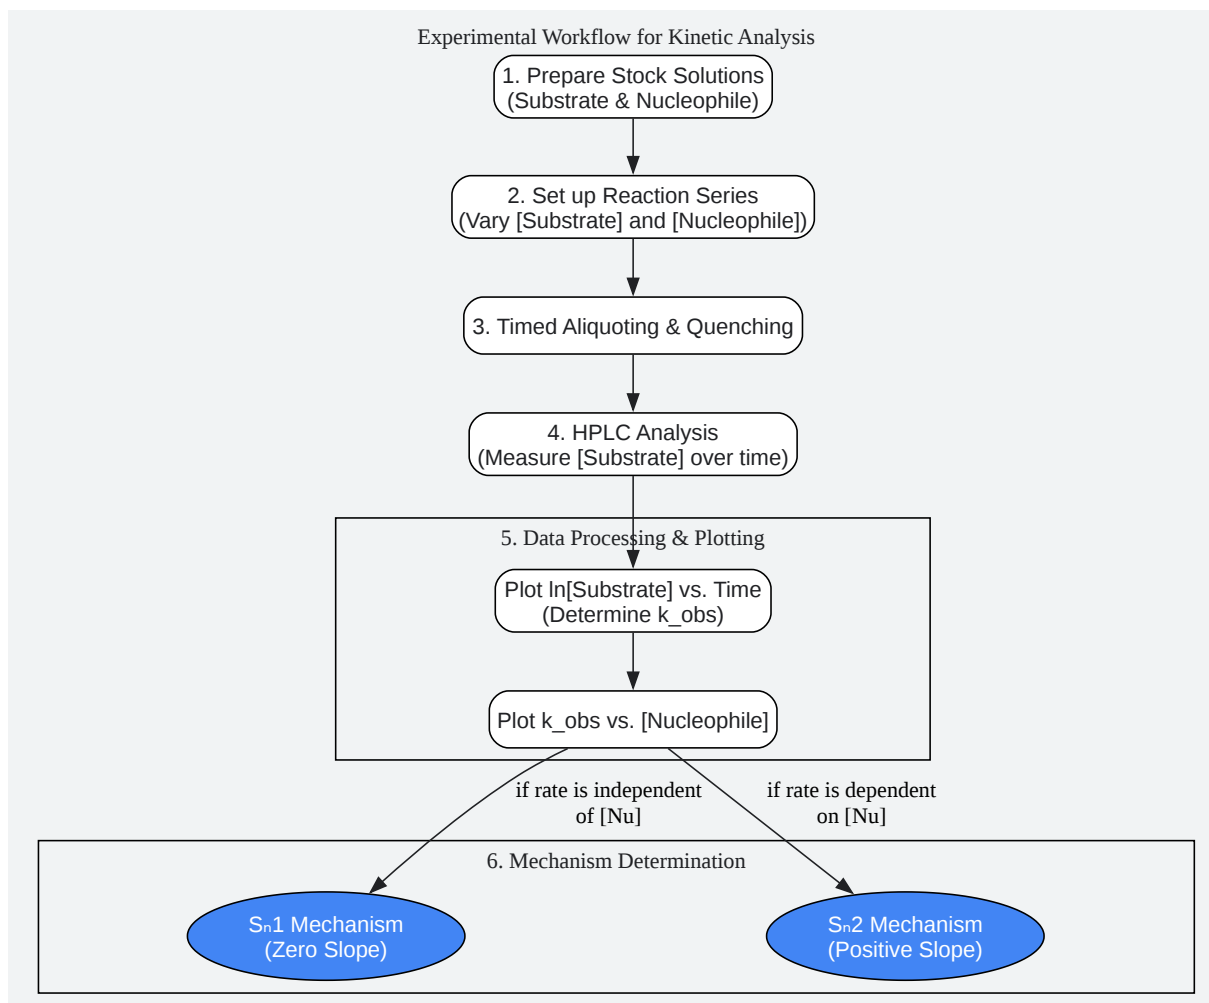 Experimental Workflow for Kinetic Analysis
1. Prepare Stock Solutions
(Substrate & Nucleophile)
2. Set up Reaction Series
(Vary [Substrate] and [Nucleophile])
3. Timed Aliquoting & Quenching
4. HPLC Analysis
(Measure [Substrate] over time)
5. Data Processing & Plotting
Plot ln[Substrate] vs. Time
(Determine k_obs)
Plot k_obs vs. [Nucleophile]
if rate is independent
of [Nu]
if rate is dependent
on [Nu]
6. Mechanism Determination
Sₙ1 Mechanism
(Zero Slope)
Sₙ2 Mechanism
(Positive Slope)